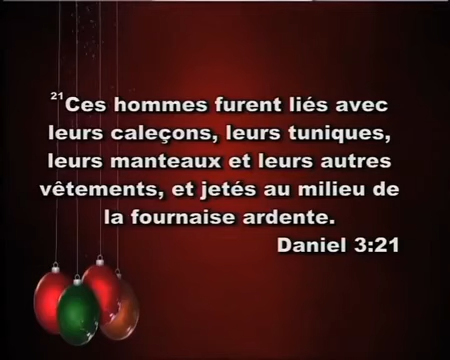 21Ces hommes furent liés avec
leurs caleçons, leurs tuniques,
leurs manteaux et leurs autres
vêtements, et jetés au milieu de
la fournaise ardente.
Daniel 3:21